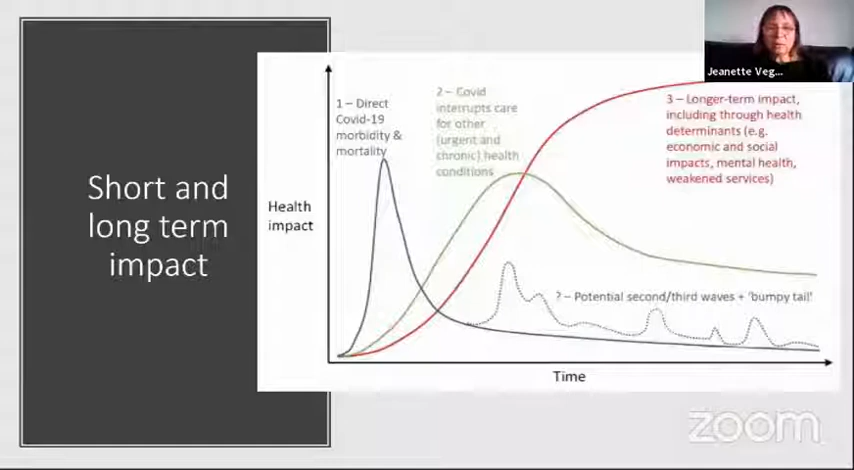 Jeanette Veg...
Short and
long term
impact
1 – Direct
Covid-19
morbidity &
mortality
2 – Covid
interrupts care
for other
(urgent and
chronic) health
conditions
3 – Longer-term impact,
including through health
determinants (e.g.
economic and social
impacts, mental health,
weakened services)
Health
impact
? – Potential second/third waves + 'bumpy tail'
Time
zoom